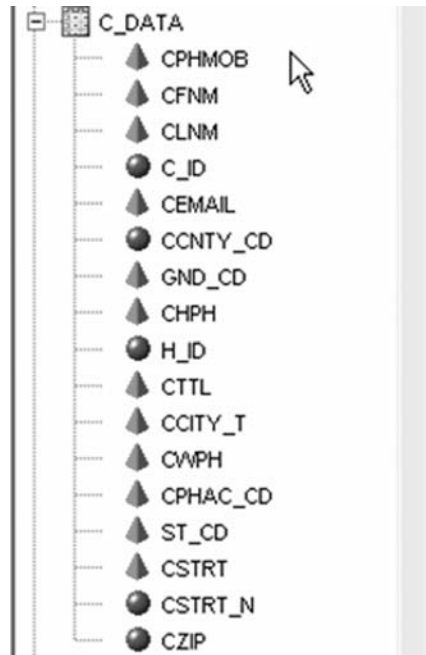 C_DATA
CPHMOB
CFNM
CLNM
C_ID
CEMAIL
CCNTY_CD
GND_CD
CHPH
H_ID
CTTL
CCITY_T
CWPH
CPHAC_CD
ST_CD
CSTRT
CSTRT_N
CZIP